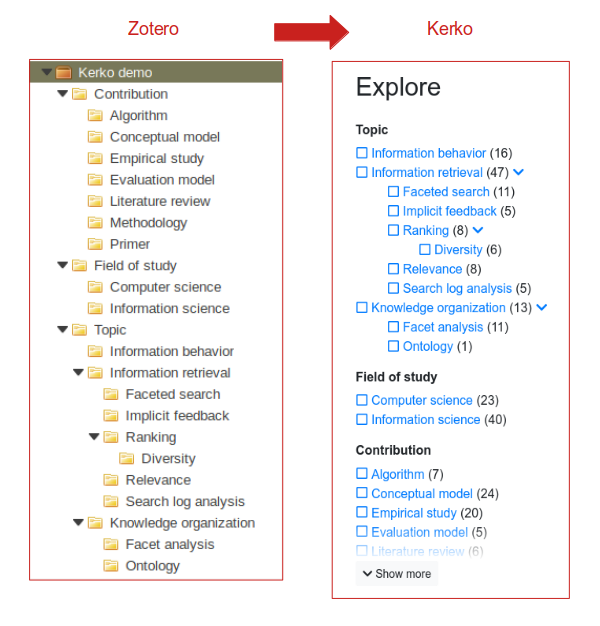 Zotero
Kerko
Kerko demo
Contribution
Algorithm
Conceptual model
Empirical study
Evaluation model
Literature review
Methodology
Primer
Field of study
Computer science
Information science
Topic
Information behavior
Information retrieval
Faceted search
Implicit feedback
Ranking
Diversity
Relevance
Search log analysis
Knowledge organization
Facet analysis
Ontology
Explore
Topic
Information behavior (16)
Information retrieval (47)
Faceted search (11)
Implicit feedback (5)
Ranking (8)
Diversity (6)
Relevance (8)
Search log analysis (5)
Knowledge organization (13)
Facet analysis (11)
Ontology (1)
Field of study
Computer science (23)
Information science (40)
Contribution
Algorithm (7)
Conceptual model (24)
Empirical study (20)
Evaluation model (5)
Literature review (6)
Show more